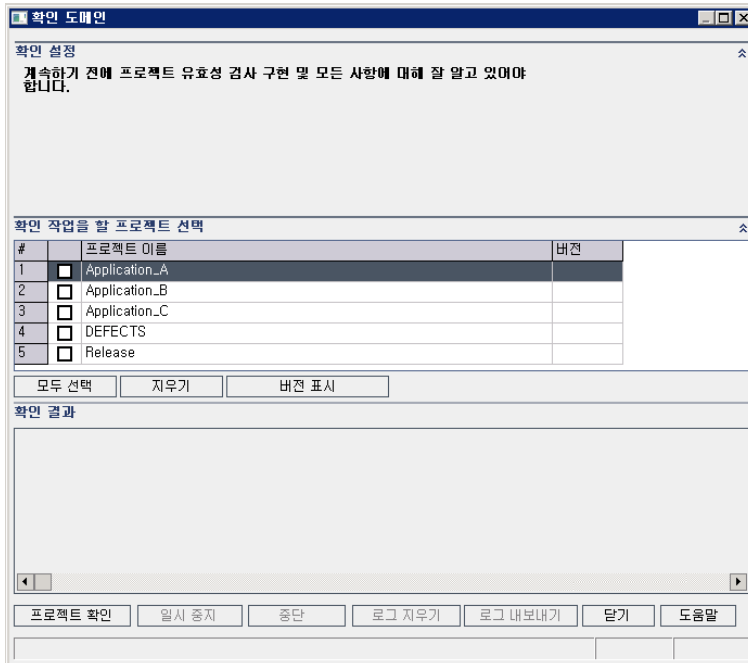 확인 도메인
확인 설정
계속하기 전에 프로젝트 유효성 검사 구현 및 모든 사항에 대해 잘 알고 있어야
합니다.
확인 작업을 할 프로젝트 선택
# 프로젝트 이름 버전
1 Application_A
2 Application_B
3 Application_C
4 DEFECTS
5 Release
모두 선택 지우기 버전 표시
확인 결과
프로젝트 확인 일시 중지 중단 로그 지우기 로그 내보내기 닫기 도움말